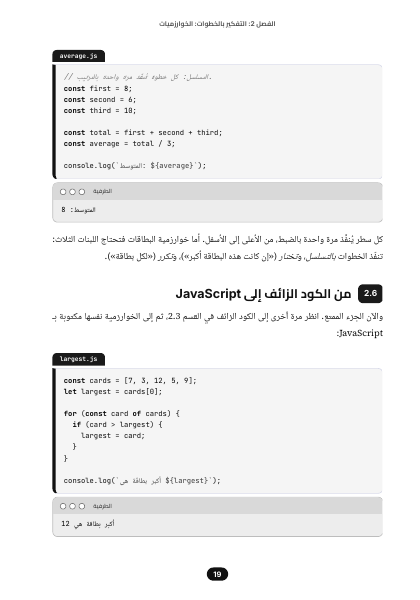 الفصل 2: التفكير بالخطوات: الخوارزميات
average.js
// التسلسل: كل خطوة تُنفَّذ مرة واحدة بالترتيب.
const first = 8;
const second = 6;
const third = 10;
const total = first + second + third;
const average = total / 3;
console.log(`المتوسط: ${average}`);
الطرفية
المتوسط: 8
كل سطر يُنفَّذ مرة واحدة بالضبط، من الأعلى إلى الأسفل. أما خوارزمية البطاقات فتحتاج اللبنات الثلاث:
تنفّذ الخطوات بالتسلسل، وتختار («إن كانت هذه البطاقة أكبر»)، وتكرر («لكل بطاقة»).
2.6 من الكود الزائف إلى JavaScript
والآن الجزء الممتع. انظر مرة أخرى إلى الكود الزائف في القسم 2.3، ثم إلى الخوارزمية نفسها مكتوبة بـ
JavaScript:
largest.js
const cards = [7, 3, 12, 5, 9];
let largest = cards[0];
for (const card of cards) {
if (card > largest) {
largest = card;
}
}
console.log(`أكبر بطاقة هي ${largest}`);
الطرفية
أكبر بطاقة هي 12
19